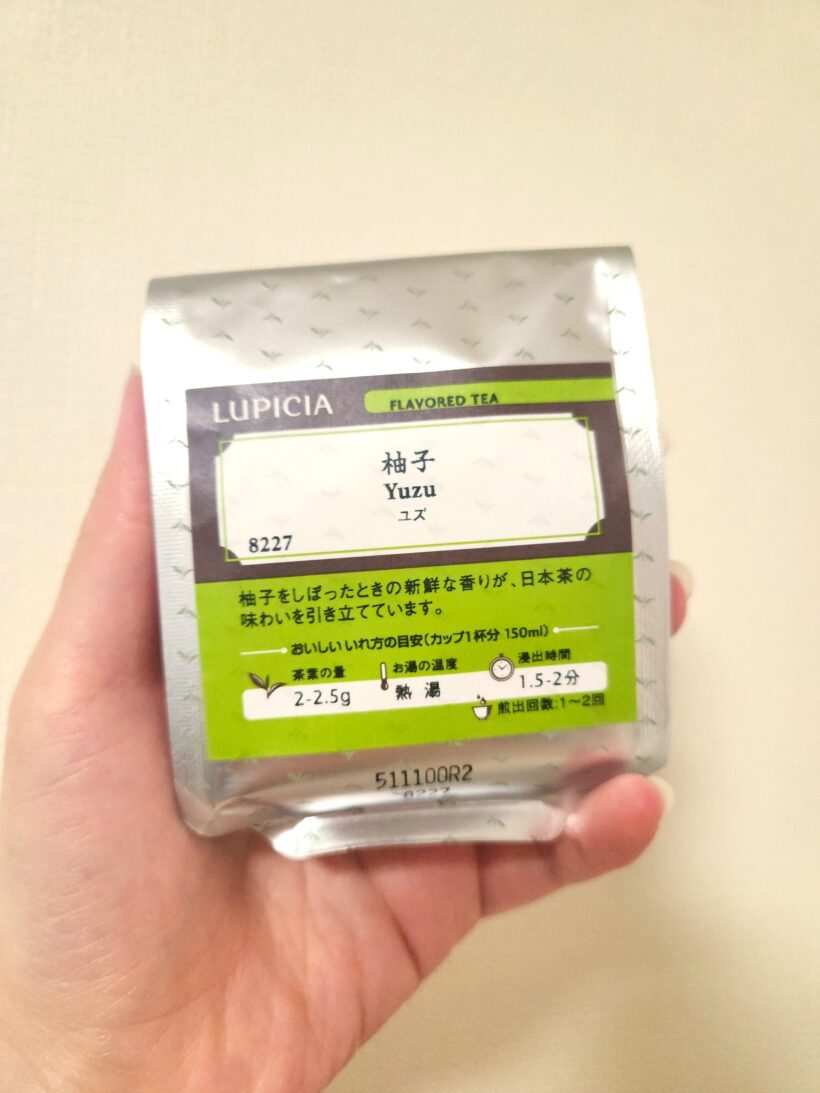 LUPICIA
FLAVORED TEA
柚子
Yuzu
ユズ
8227
柚子をしぼったときの新鮮な香りが、日本茶の
味わいを引き立てています。
おいしいいれ方の目安(カップ1杯分 150ml)
茶葉の量
2-2.5g
お湯の温度
熱湯
浸出時間
1.5-2分
煎出回数:1〜2回
511100R2
8227